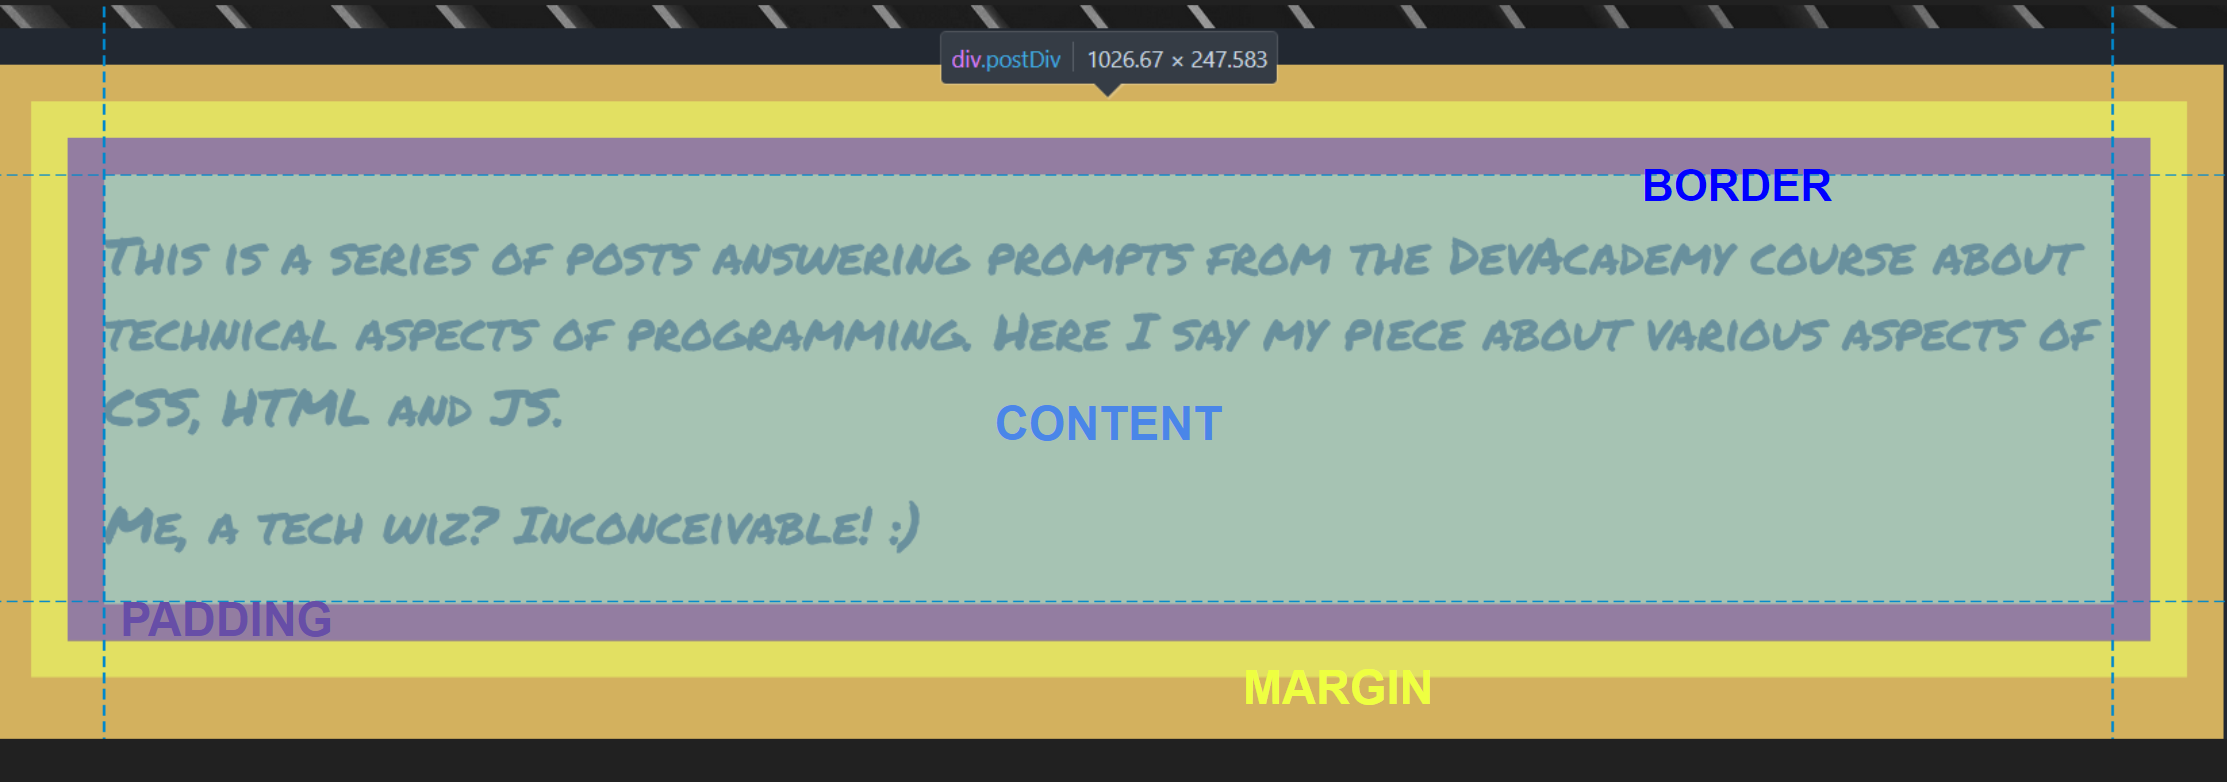 div.postDiv 1026.67 × 247.583
BORDER
This is a series of posts answering prompts from the DevAcademy course about
technical aspects of programming. Here I say my piece about various aspects of
CSS, HTML and JS.
CONTENT
Me, a tech wiz? Inconceivable! :)
PADDING
MARGIN